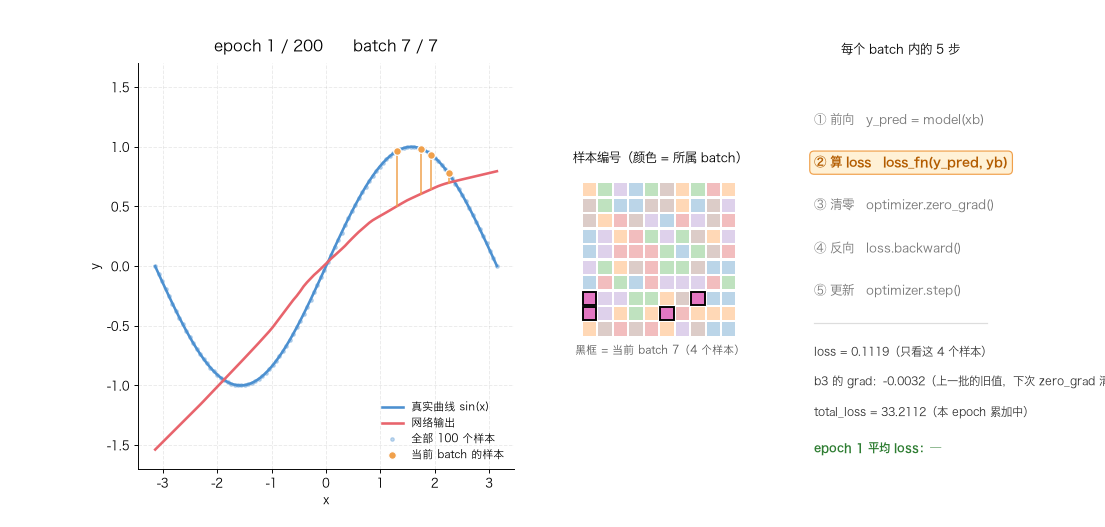 epoch 1 / 200 batch 7 / 7
1.5
1.0
0.5
0.0
-0.5
-1.0
-1.5
y
-3
-2
-1
0
1
2
3
x
真实曲线 sin(x)
网络输出
全部 100 个样本
当前 batch 的样本
样本编号（颜色 = 所属 batch）
黑框 = 当前 batch 7（4 个样本）
每个 batch 内的 5 步
① 前向 y_pred = model(xb)
② 算 loss loss_fn(y_pred, yb)
③ 清零 optimizer.zero_grad()
④ 反向 loss.backward()
⑤ 更新 optimizer.step()
loss = 0.1119（只看这 4 个样本）
b3 的 grad：-0.0032（上一批的旧值，下次 zero_grad
total_loss = 33.2112（本 epoch 累加中）
epoch 1 平均 loss：—